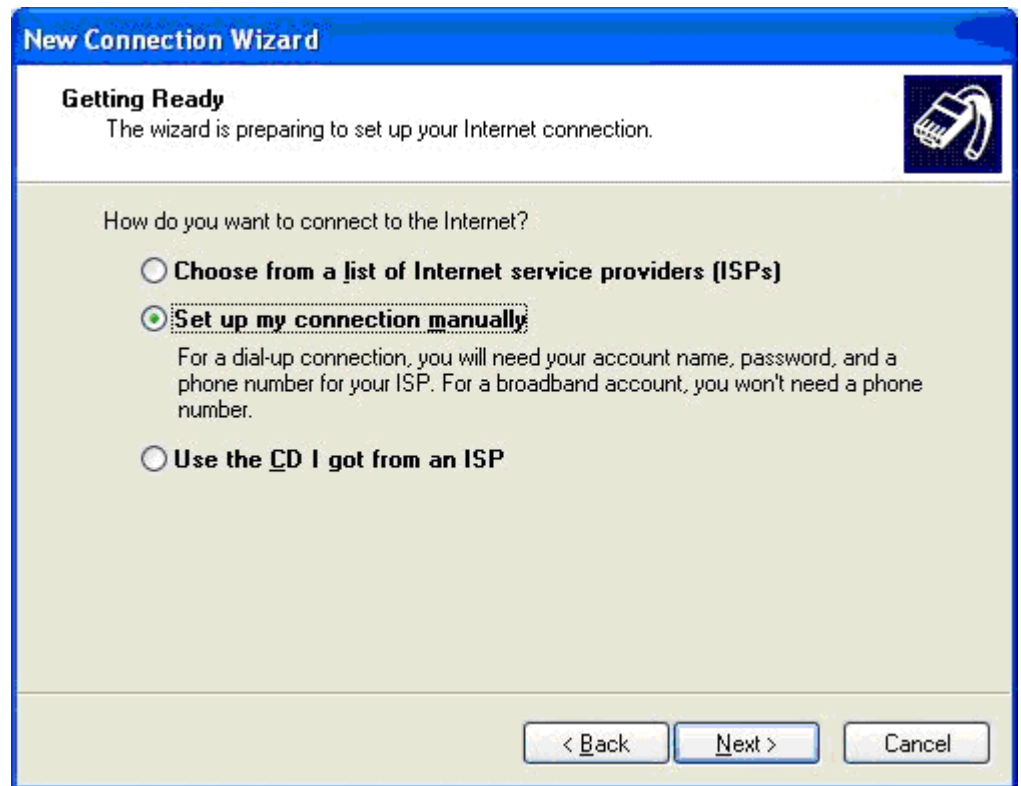 New Connection Wizard
Getting Ready
The wizard is preparing to set up your Internet connection.
How do you want to connect to the Internet?
Choose from a list of Internet service providers (ISPs)
Set up my connection manually
For a dial-up connection, you will need your account name, password, and a
phone number for your ISP. For a broadband account, you won't need a phone
number.
Use the CD I got from an ISP
< Back
Next >
Cancel